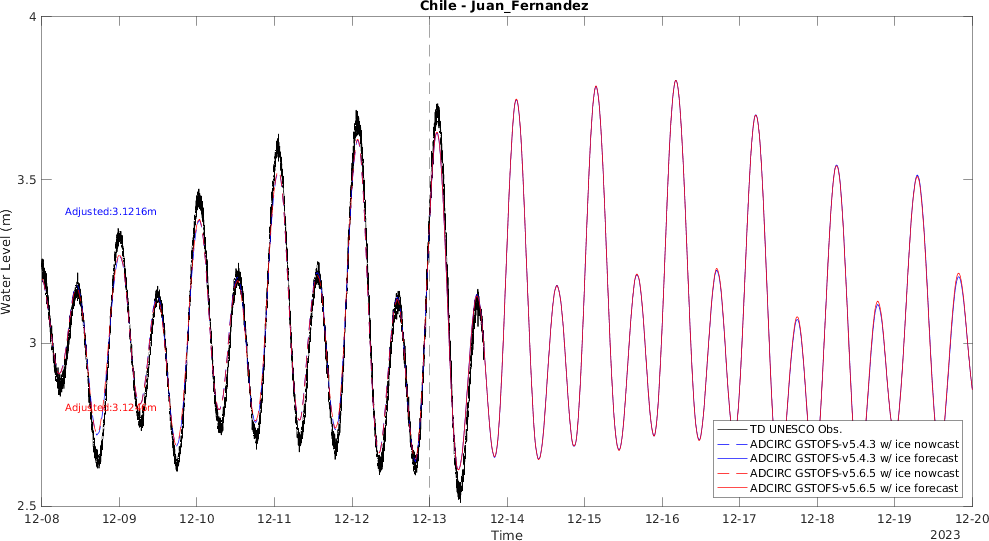 Chile - Juan_Fernandez
Water Level (m)
4
3.5
3
2.5
Adjusted:3.1216m
Adjusted:3.1246m
TD UNESCO Obs.
ADCIRC GSTOFS-v5.4.3 w/ ice nowcast
ADCIRC GSTOFS-v5.4.3 w/ ice forecast
ADCIRC GSTOFS-v5.6.5 w/ ice nowcast
ADCIRC GSTOFS-v5.6.5 w/ ice forecast
12-08 12-09 12-10 12-11 12-12 12-13 12-14 12-15 12-16 12-17 12-18 12-19 12-20
Time
2023